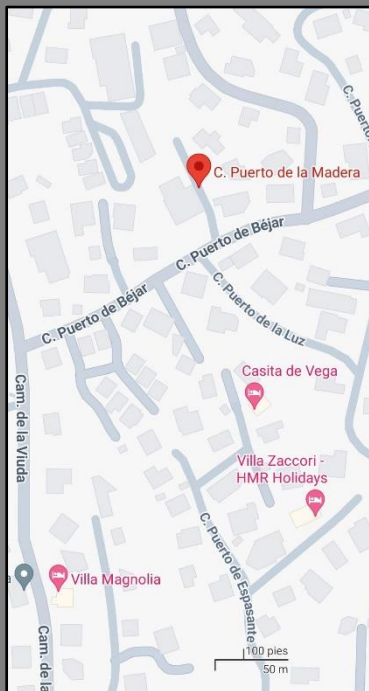 C. Puerto
C. Puerto de la Madera
C. Puerto de Béjar
C. Puerto de Béjar
C. Puerto de la Luz
Cam. de la Viuda
Casita de Vega
Villa Zaccori -
HMR Holidays
C. Puerto de Espasante
a
Villa Magnolia
Cam. de la
100 pies
50 m